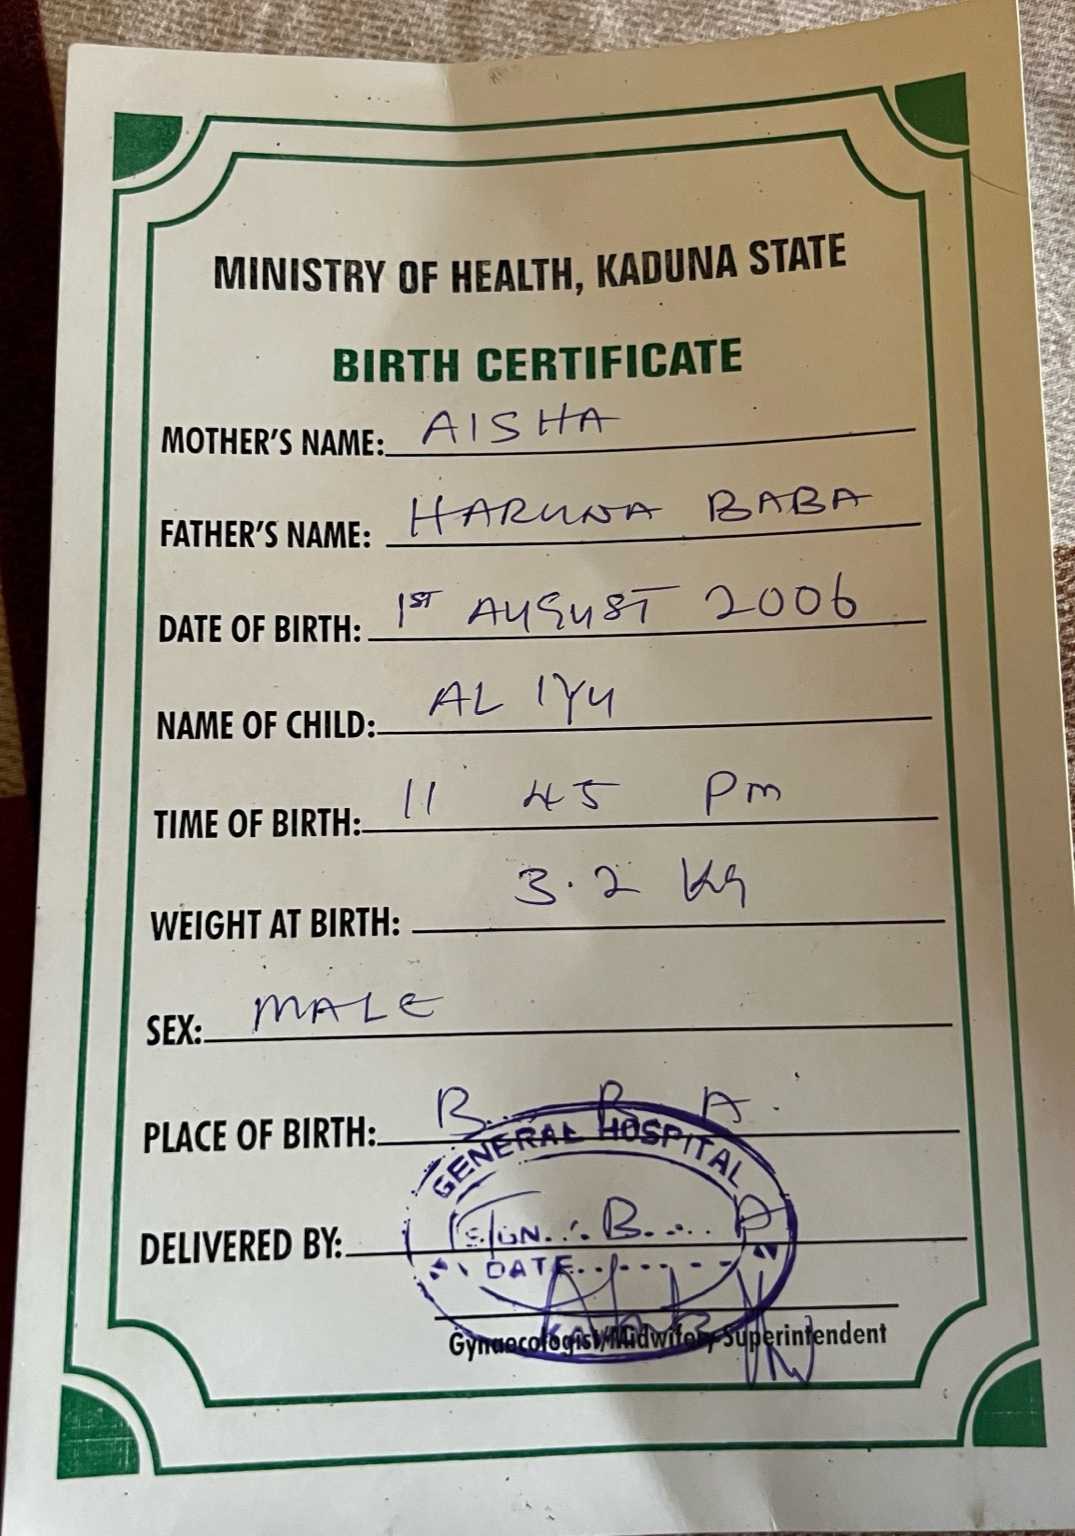 MINISTRY OF HEALTH, KADUNA STATE
BIRTH CERTIFICATE
MOTHER'S NAME: AISHA
FATHER'S NAME: HARUNA BABA
DATE OF BIRTH: 1ST AUGUST 2006
NAME OF CHILD: ALIYU
TIME OF BIRTH: 11 45 Pm
WEIGHT AT BIRTH: 3.2 Kg
SEX: MALE
PLACE OF BIRTH: B. B A.
GENERAL HOSPITAL
DELIVERED BY: B A
SIGN
DATE
Gynaecologist/Midwifery Superintendent